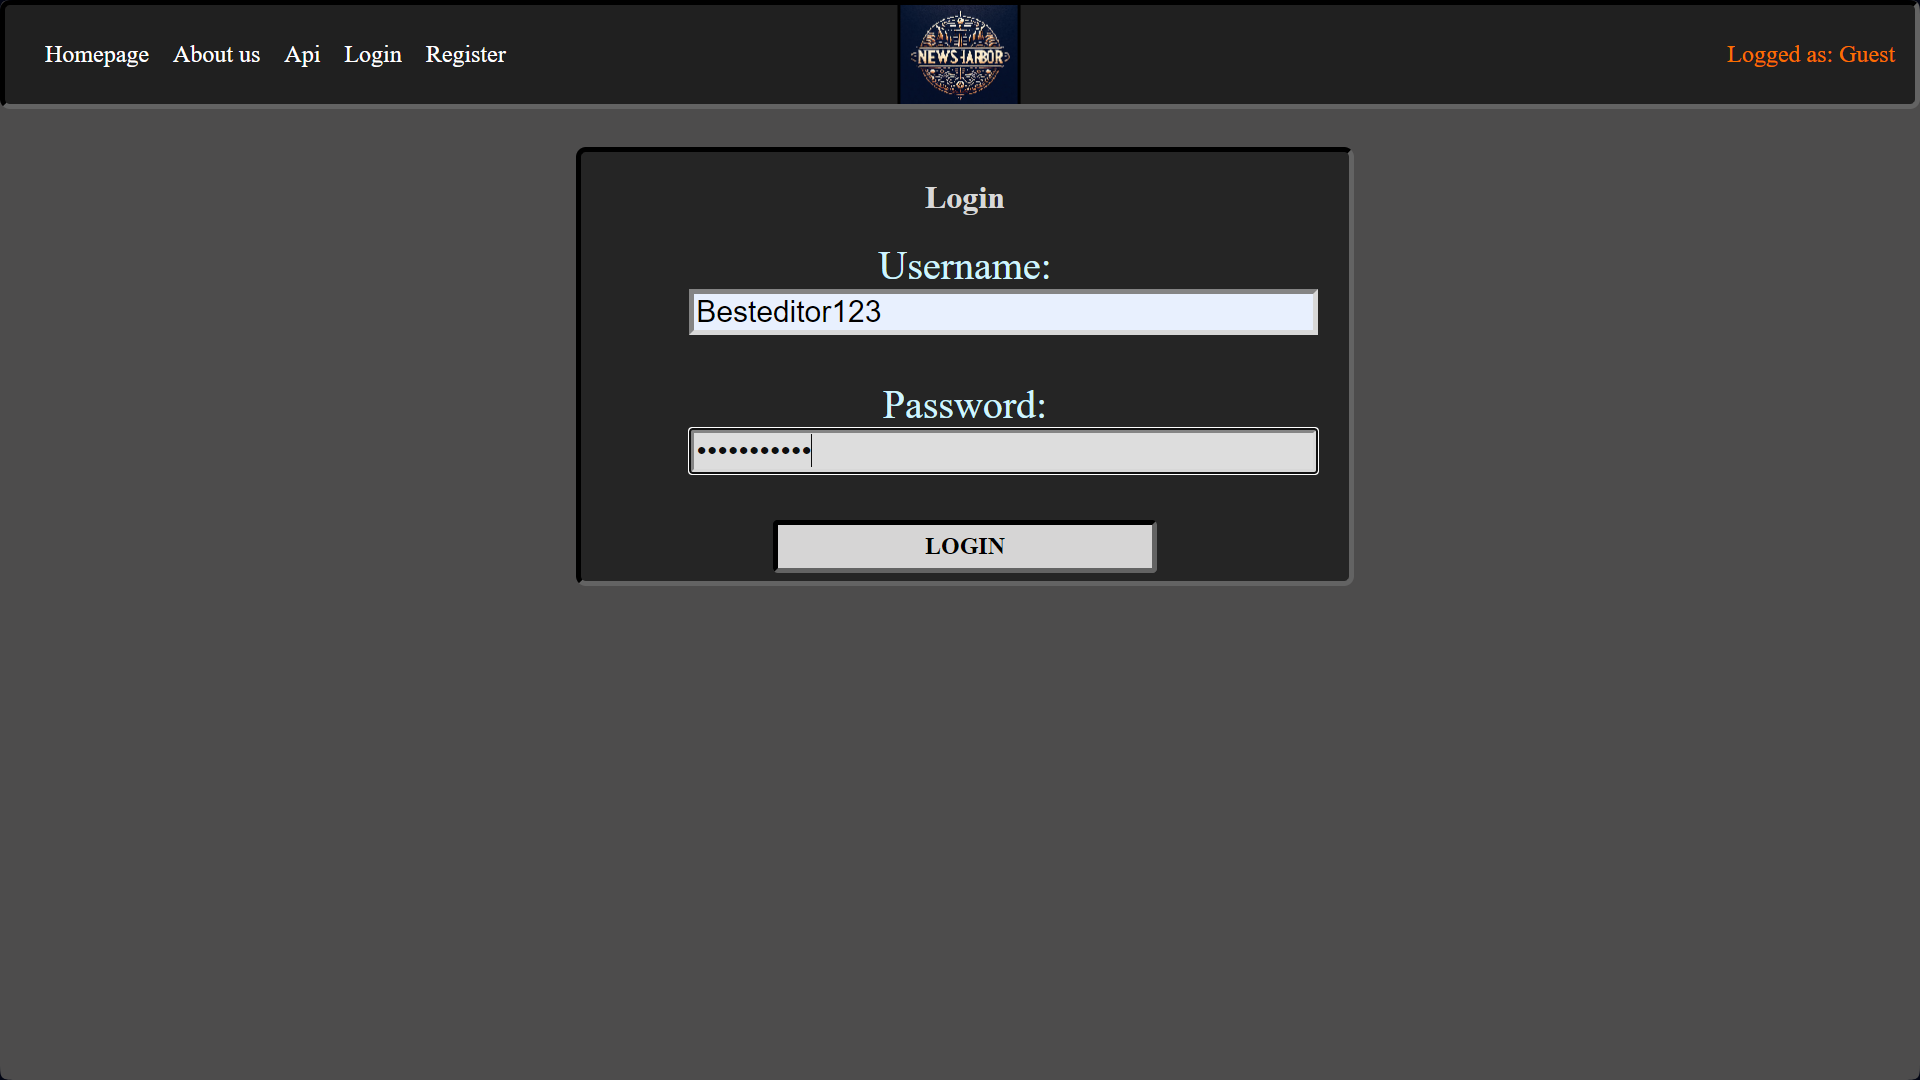 Homepage About us Api Login Register
NEWS HARBOR
Logged as: Guest
Login
Username:
Besteditor123
Password:
•••••••••••
LOGIN